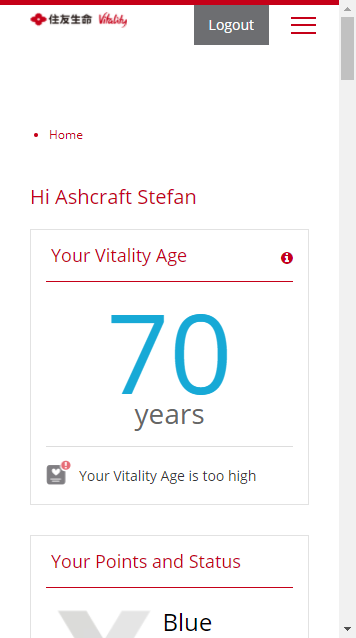 住友生命 Vitality
Logout
Home
Hi Ashcraft Stefan
Your Vitality Age
70
years
Your Vitality Age is too high
Your Points and Status
Blue